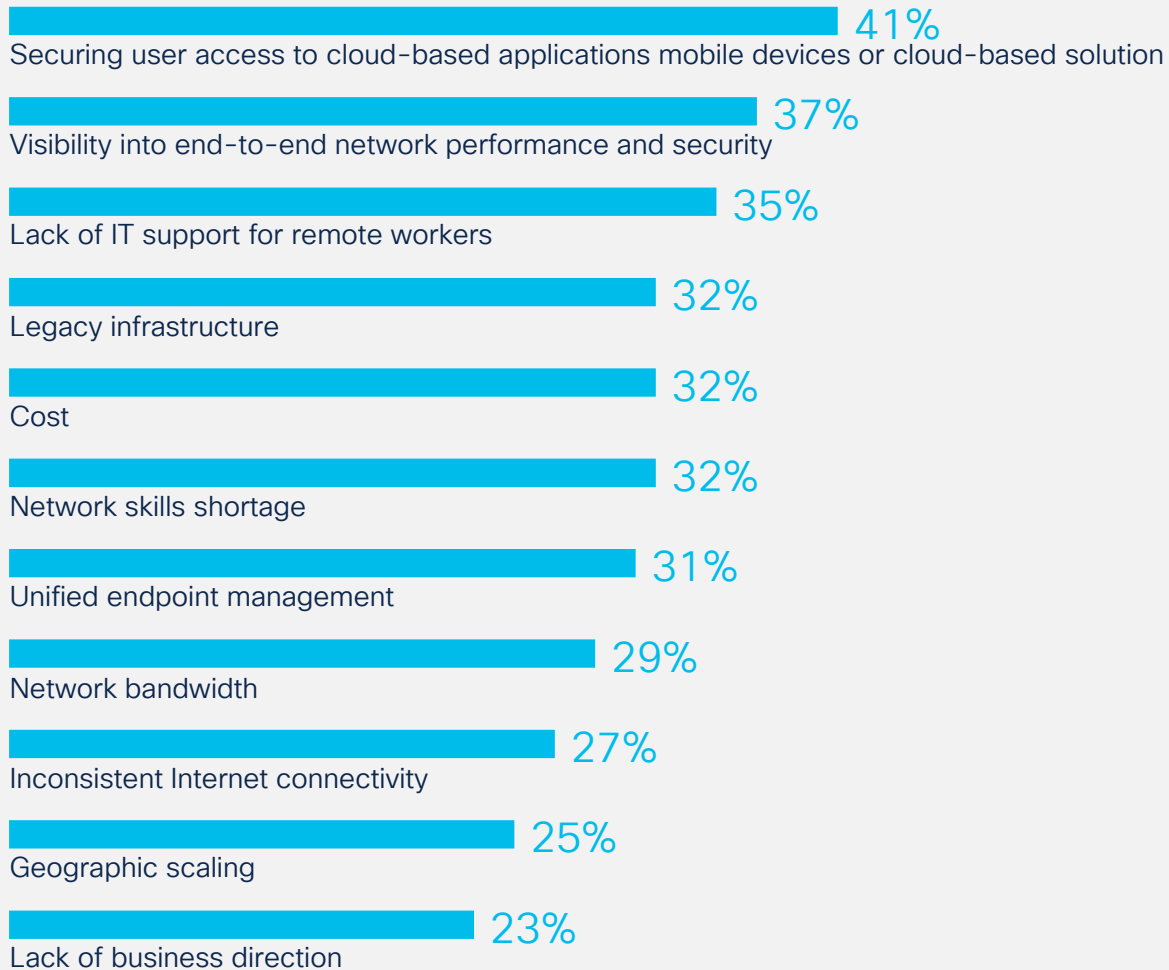 41%
Securing user access to cloud-based applications mobile devices or cloud-based solution
37%
Visibility into end-to-end network performance and security
35%
Lack of IT support for remote workers
32%
Legacy infrastructure
32%
Cost
32%
Network skills shortage
31%
Unified endpoint management
29%
Network bandwidth
27%
Inconsistent Internet connectivity
25%
Geographic scaling
23%
Lack of business direction